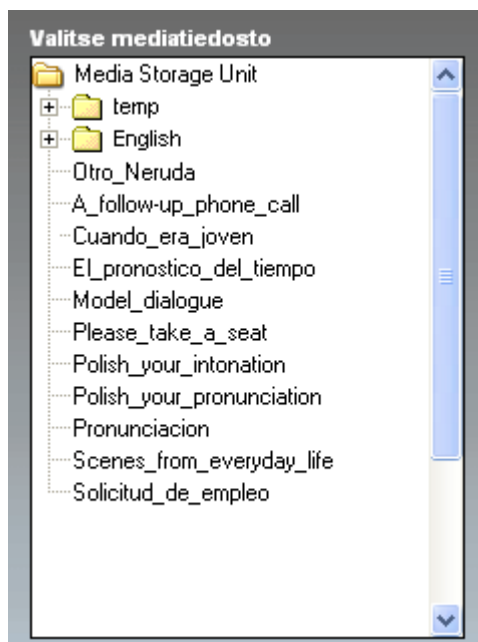 Valitse mediatiedosto
Media Storage Unit
temp
English
Otro_Neruda
A_follow-up_phone_call
Cuando_era_joven
El_pronostico_del_tiempo
Model_dialogue
Please_take_a_seat
Polish_your_intonation
Polish_your_pronunciation
Pronunciacion
Scenes_from_everyday_life
Solicitud_de_empleo